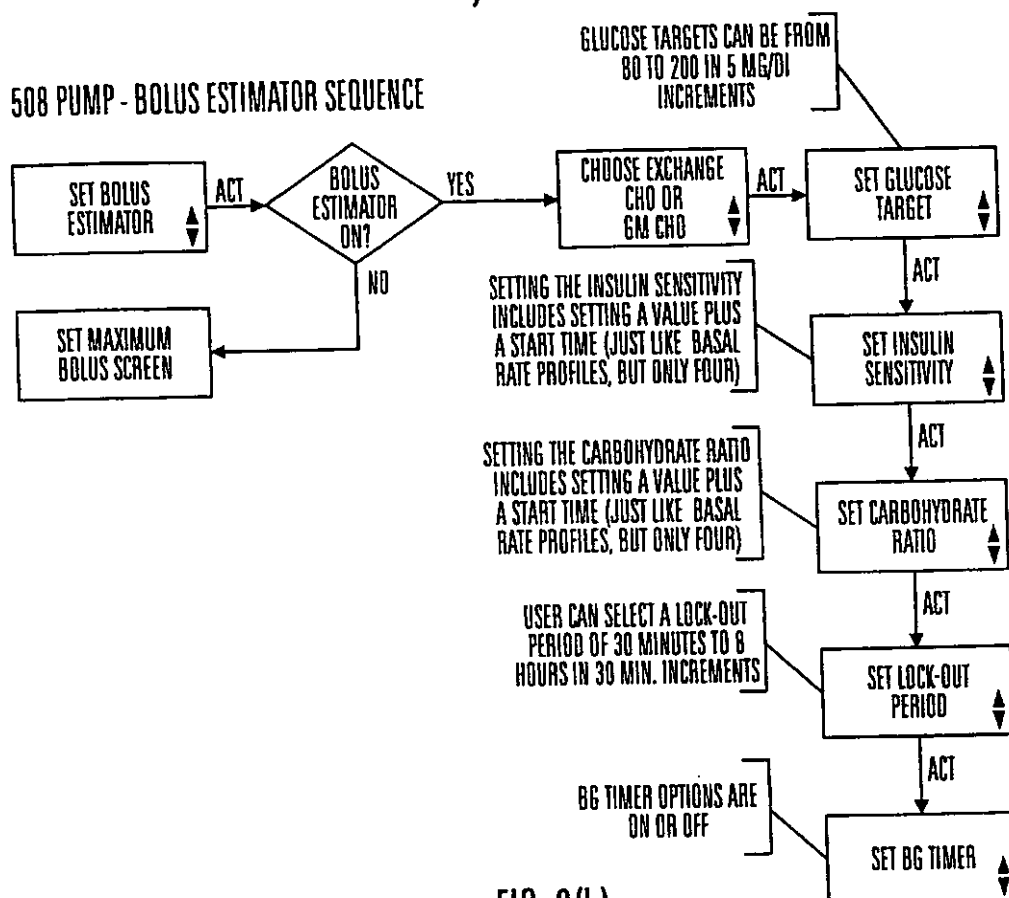 GLUCOSE TARGETS CAN BE FROM
80 TO 200 IN 5 MG/Dl
INCREMENTS
508 PUMP - BOLUS ESTIMATOR SEQUENCE
SET BOLUS
ESTIMATOR
ACT
BOLUS
ESTIMATOR
ON?
YES
CHOOSE EXCHANGE
CHO OR
GM CHO
ACT
SET GLUCOSE
TARGET
NO
ACT
SET MAXIMUM
BOLUS SCREEN
SETTING THE INSULIN SENSITIVITY
INCLUDES SETTING A VALUE PLUS
A START TIME (JUST LIKE BASAL
RATE PROFILES, BUT ONLY FOUR)
SET INSULIN
SENSITIVITY
ACT
SETTING THE CARBOHYDRATE RATIO
INCLUDES SETTING A VALUE PLUS
A START TIME (JUST LIKE BASAL
RATE PROFILES, BUT ONLY FOUR)
SET CARBOHYDRATE
RATIO
ACT
USER CAN SELECT A LOCK-OUT
PERIOD OF 30 MINUTES TO 8
HOURS IN 30 MIN. INCREMENTS
SET LOCK-OUT
PERIOD
ACT
BG TIMER OPTIONS ARE
ON OR OFF
SET BG TIMER